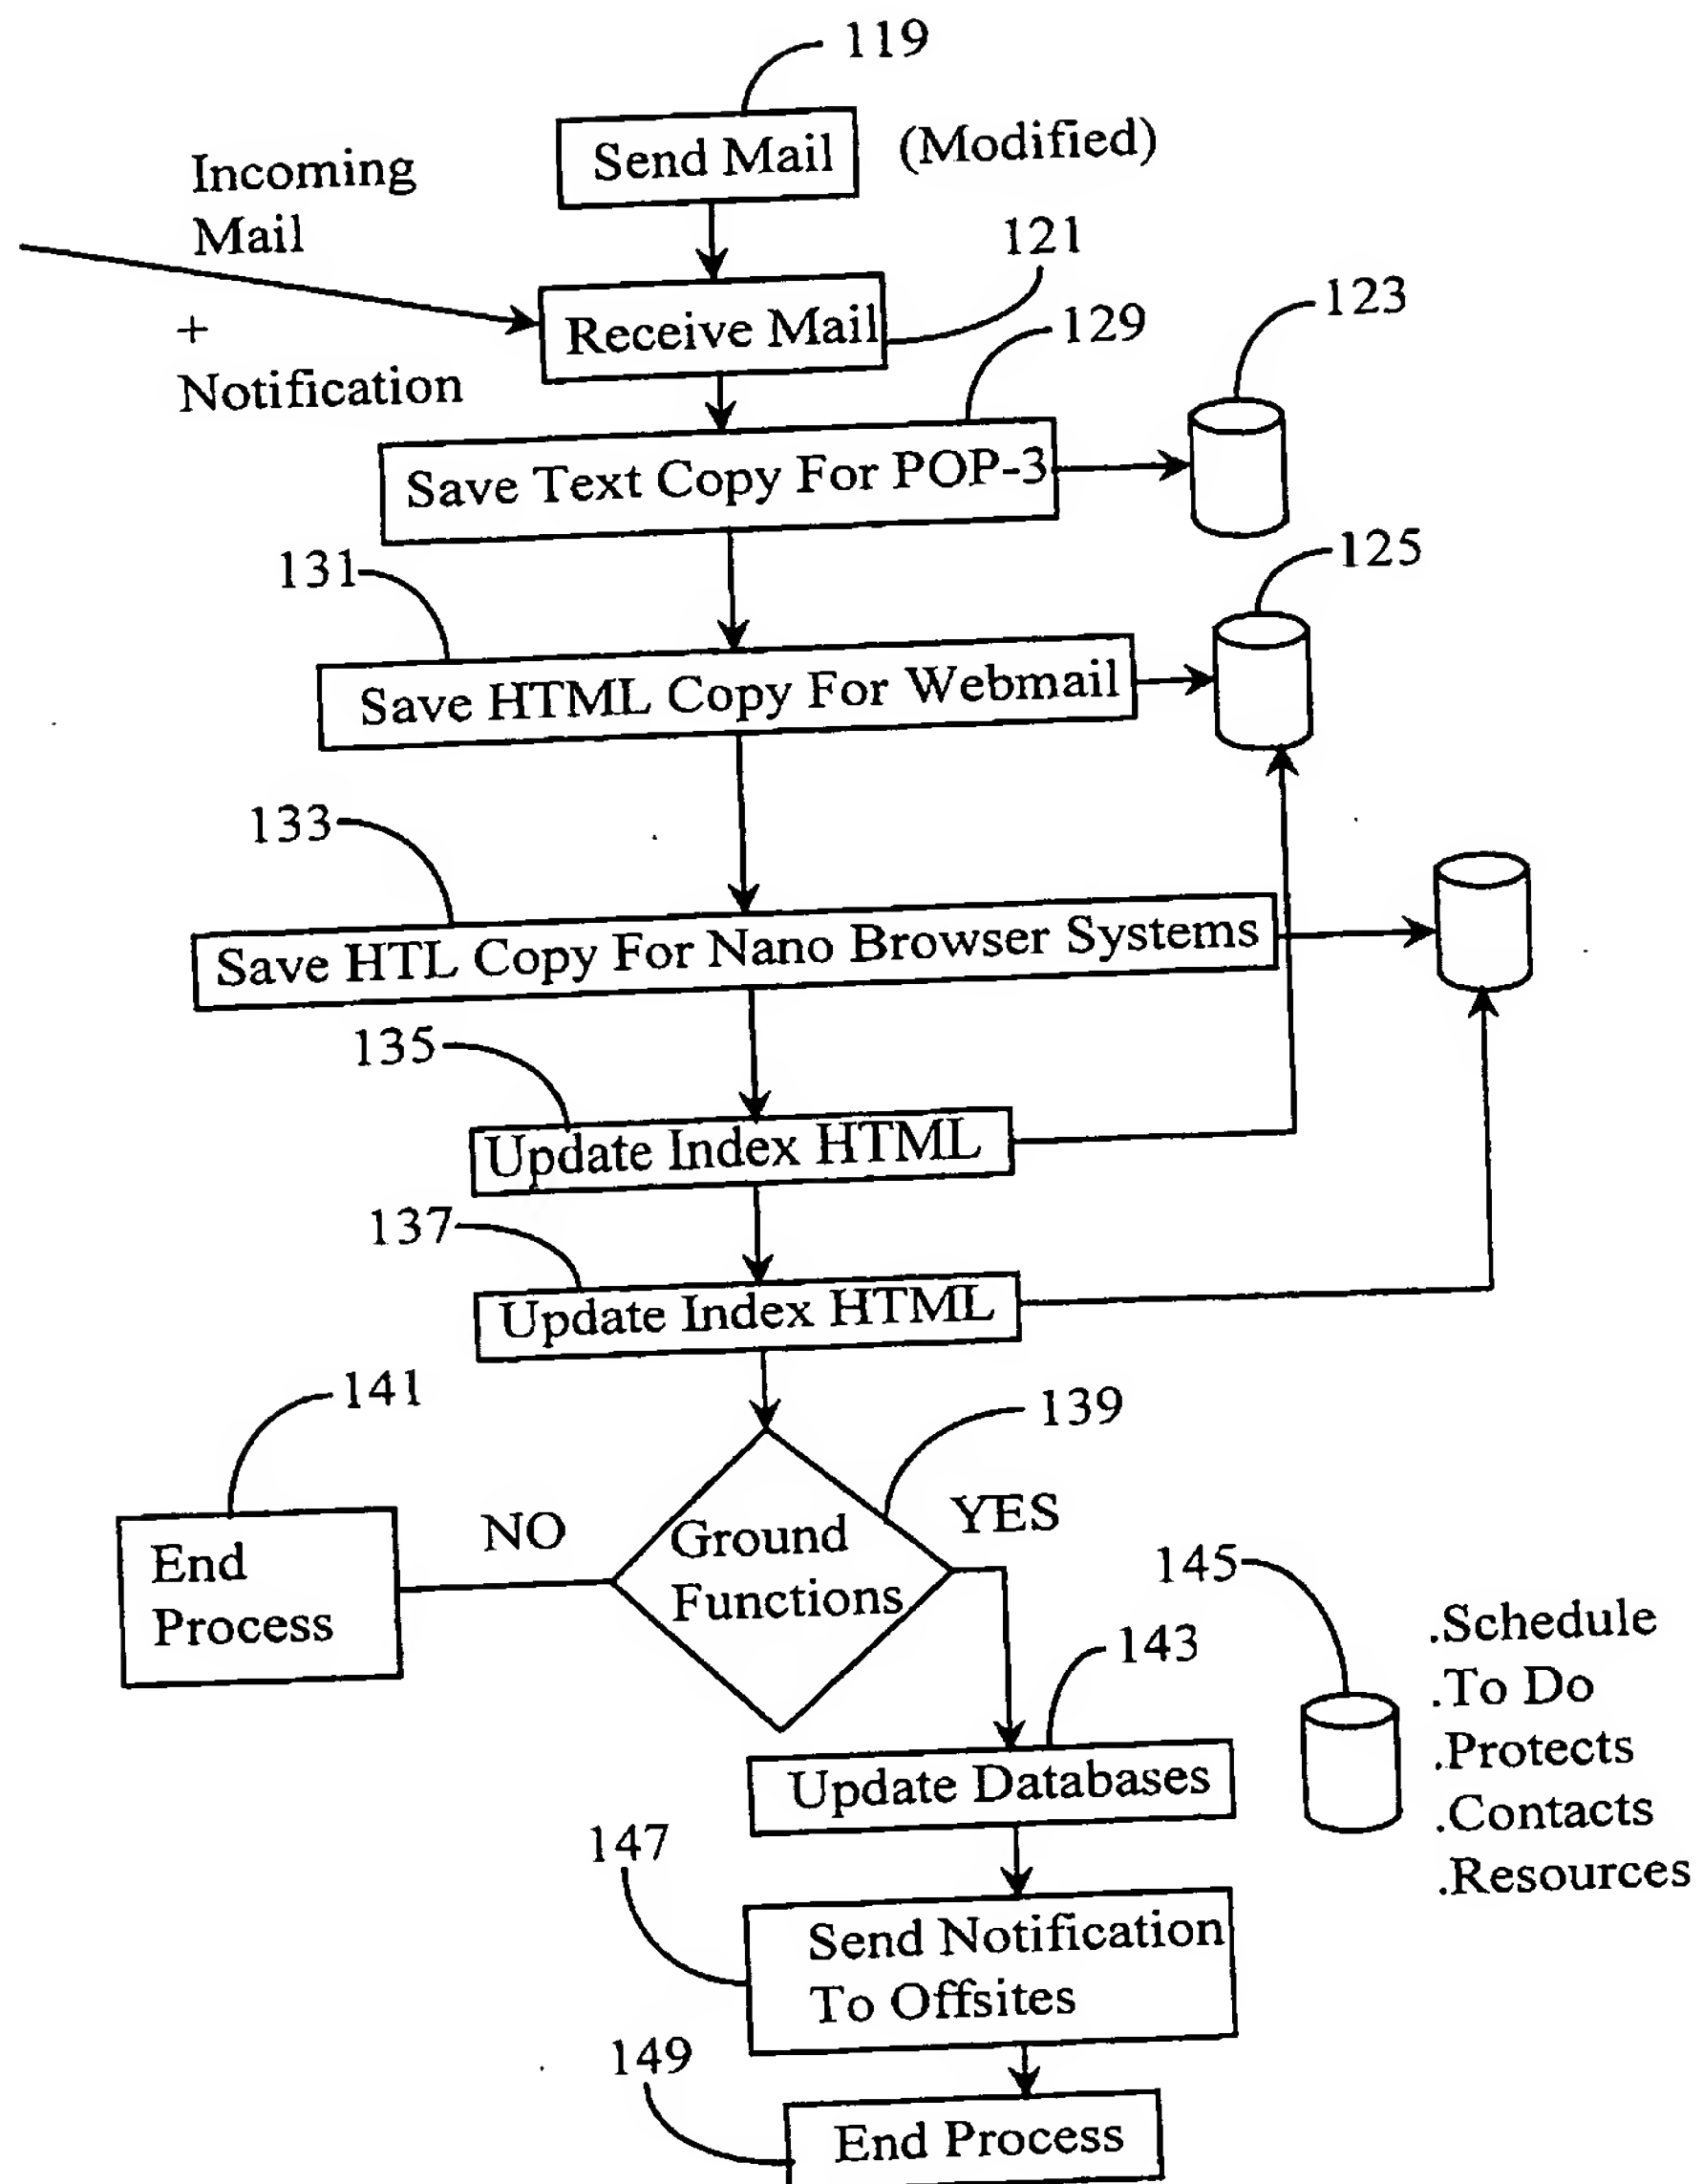 119
Send Mail
(Modified)
Incoming
Mail
+
Notification
121
Receive Mail
129
123
Save Text Copy For POP-3
125
131
Save HTML Copy For Webmail
133
Save HTL Copy For Nano Browser Systems
135
Update Index HTML
137
Update Index HTML
141
139
End
Process
NO
Ground
Functions
YES
145
143
.Schedule
.To Do
.Protects
.Contacts
.Resources
Update Databases
147
Send Notification
To Offsites
149
End Process